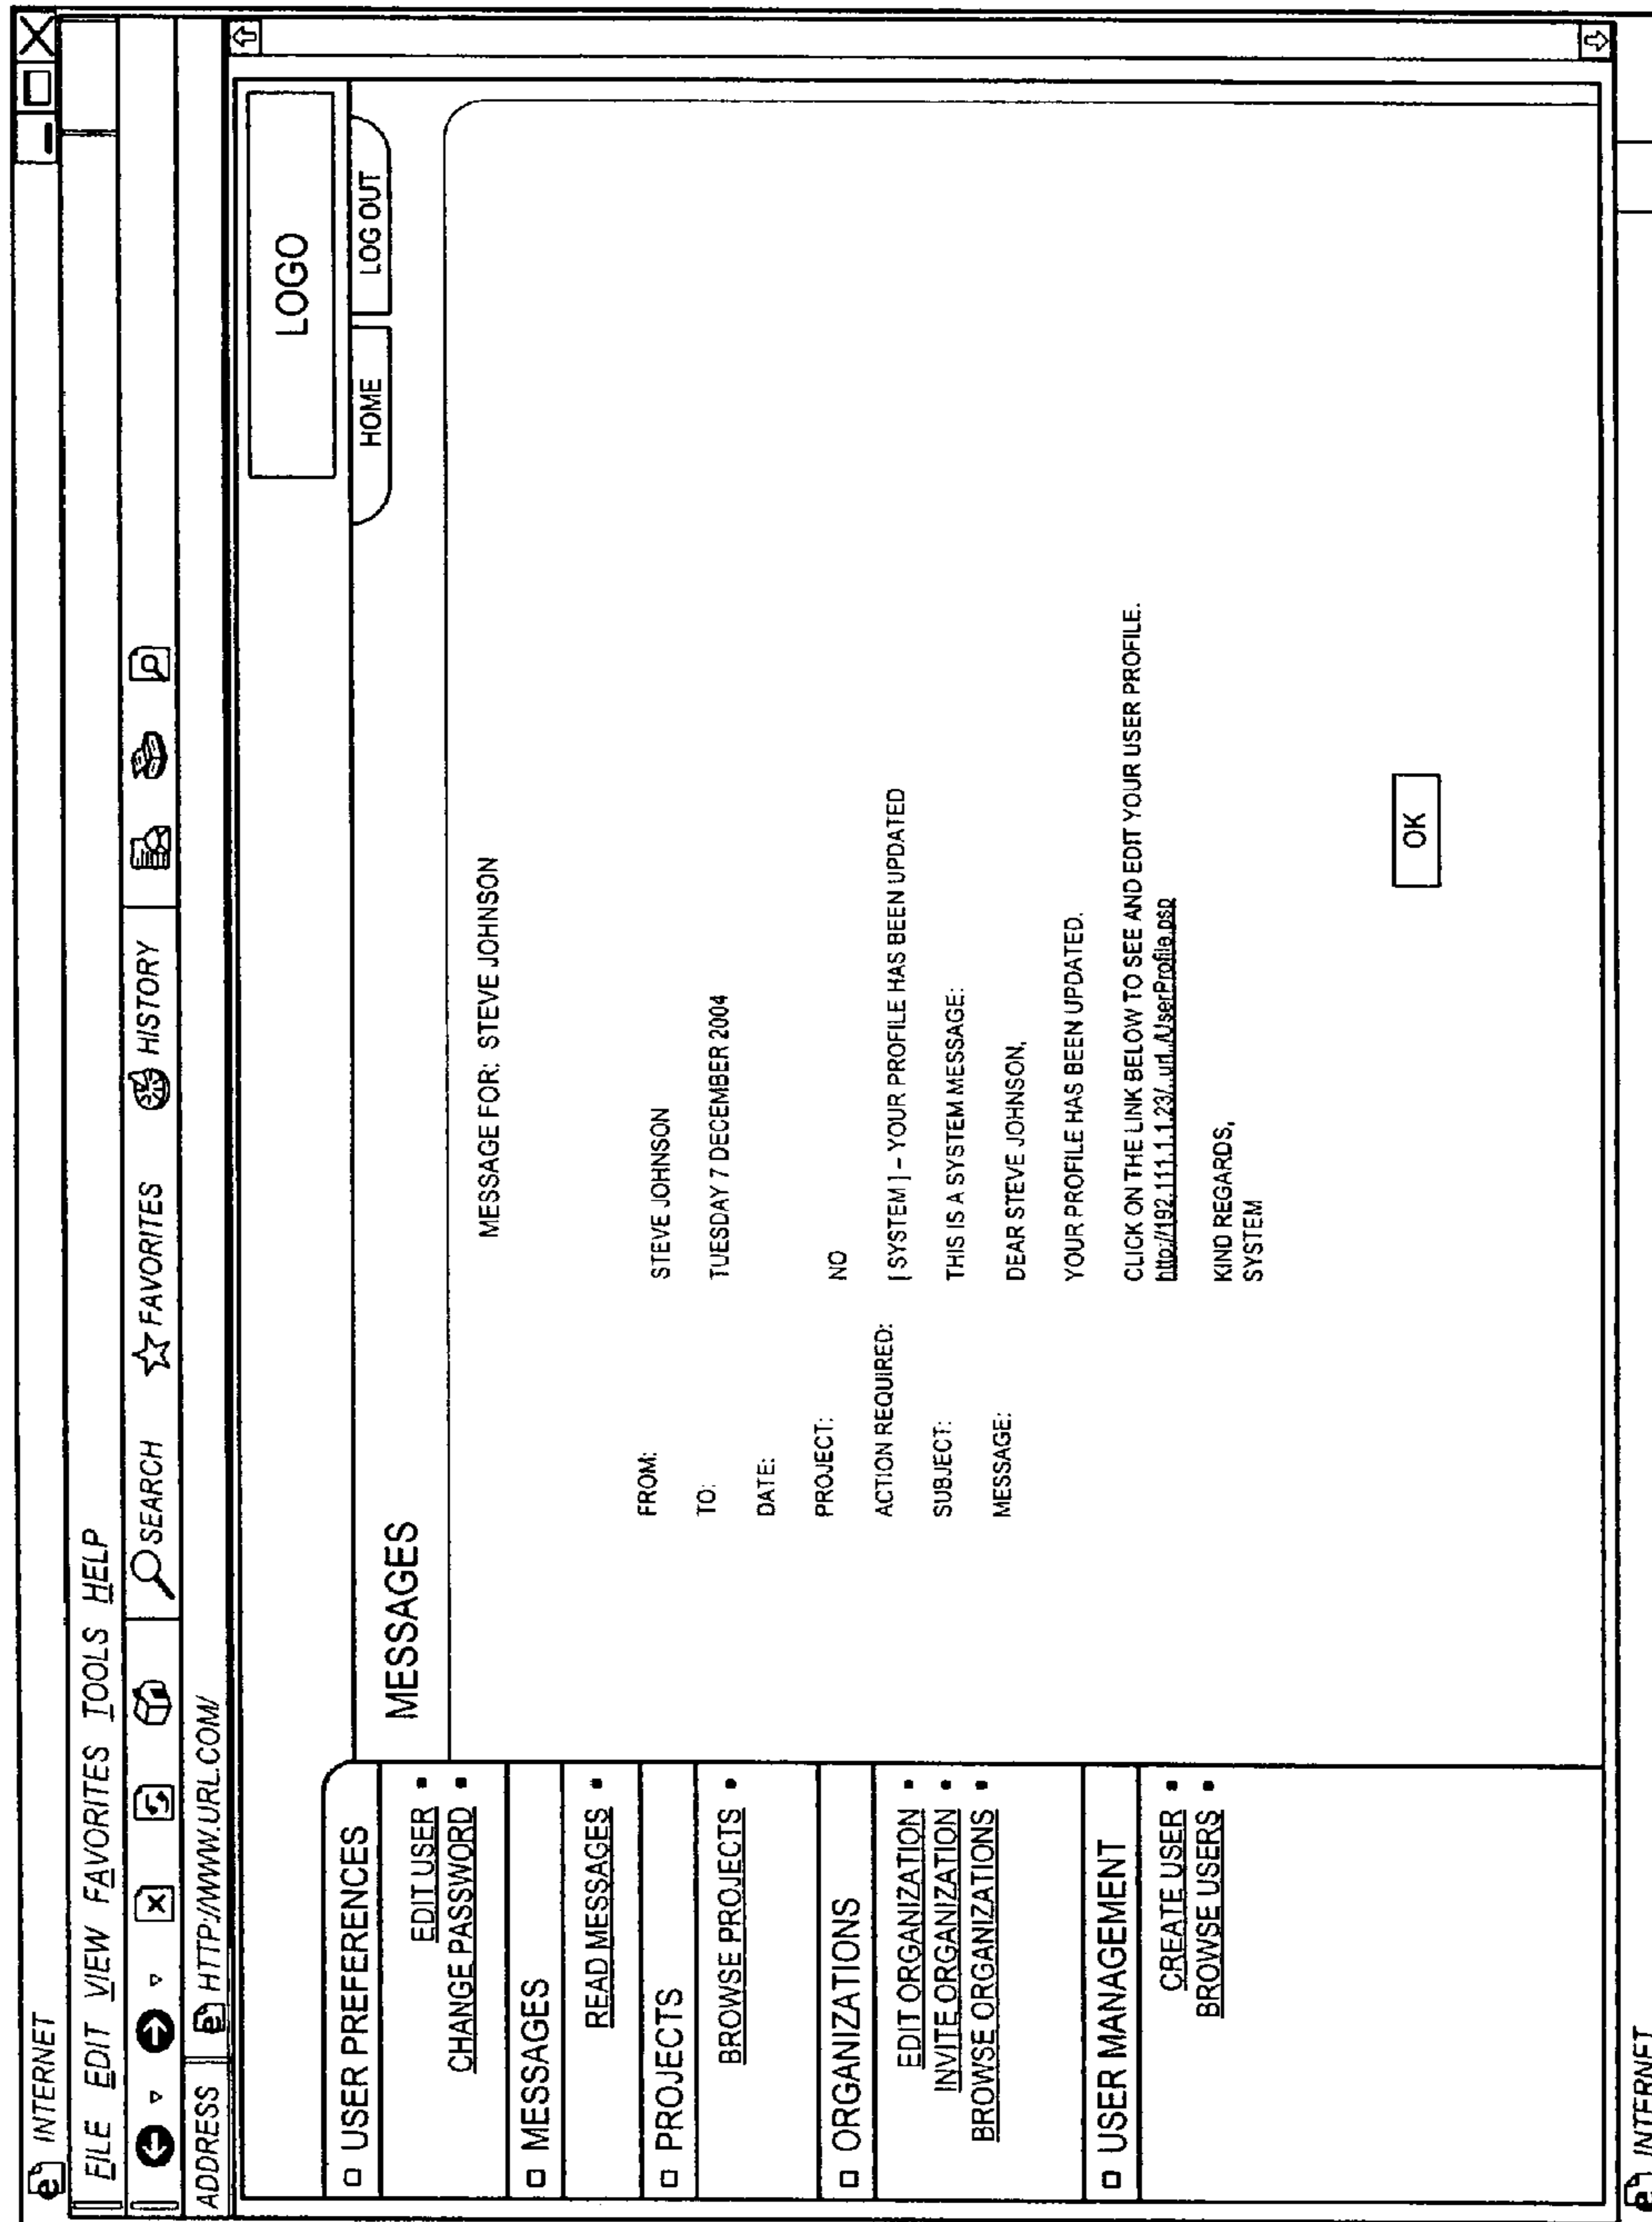 INTERNET
FILE EDIT VIEW FAVORITES TOOLS HELP
SEARCH FAVORITES HISTORY
ADDRESS HTTP://WWW.URL.COM/
LOGO
HOME LOG OUT
USER PREFERENCES
EDIT USER
CHANGE PASSWORD
MESSAGES
READ MESSAGES
PROJECTS
BROWSE PROJECTS
ORGANIZATIONS
EDIT ORGANIZATION
INVITE ORGANIZATION
BROWSE ORGANIZATIONS
USER MANAGEMENT
CREATE USER
BROWSE USERS
MESSAGES
MESSAGE FOR: STEVE JOHNSON
FROM: STEVE JOHNSON
TO:
DATE: TUESDAY 7 DECEMBER 2004
PROJECT:
ACTION REQUIRED: NO
SUBJECT: [ SYSTEM ] – YOUR PROFILE HAS BEEN UPDATED
MESSAGE: THIS IS A SYSTEM MESSAGE:
DEAR STEVE JOHNSON,
YOUR PROFILE HAS BEEN UPDATED.
CLICK ON THE LINK BELOW TO SEE AND EDIT YOUR USER PROFILE.
KIND REGARDS,
SYSTEM
OK
INTERNET